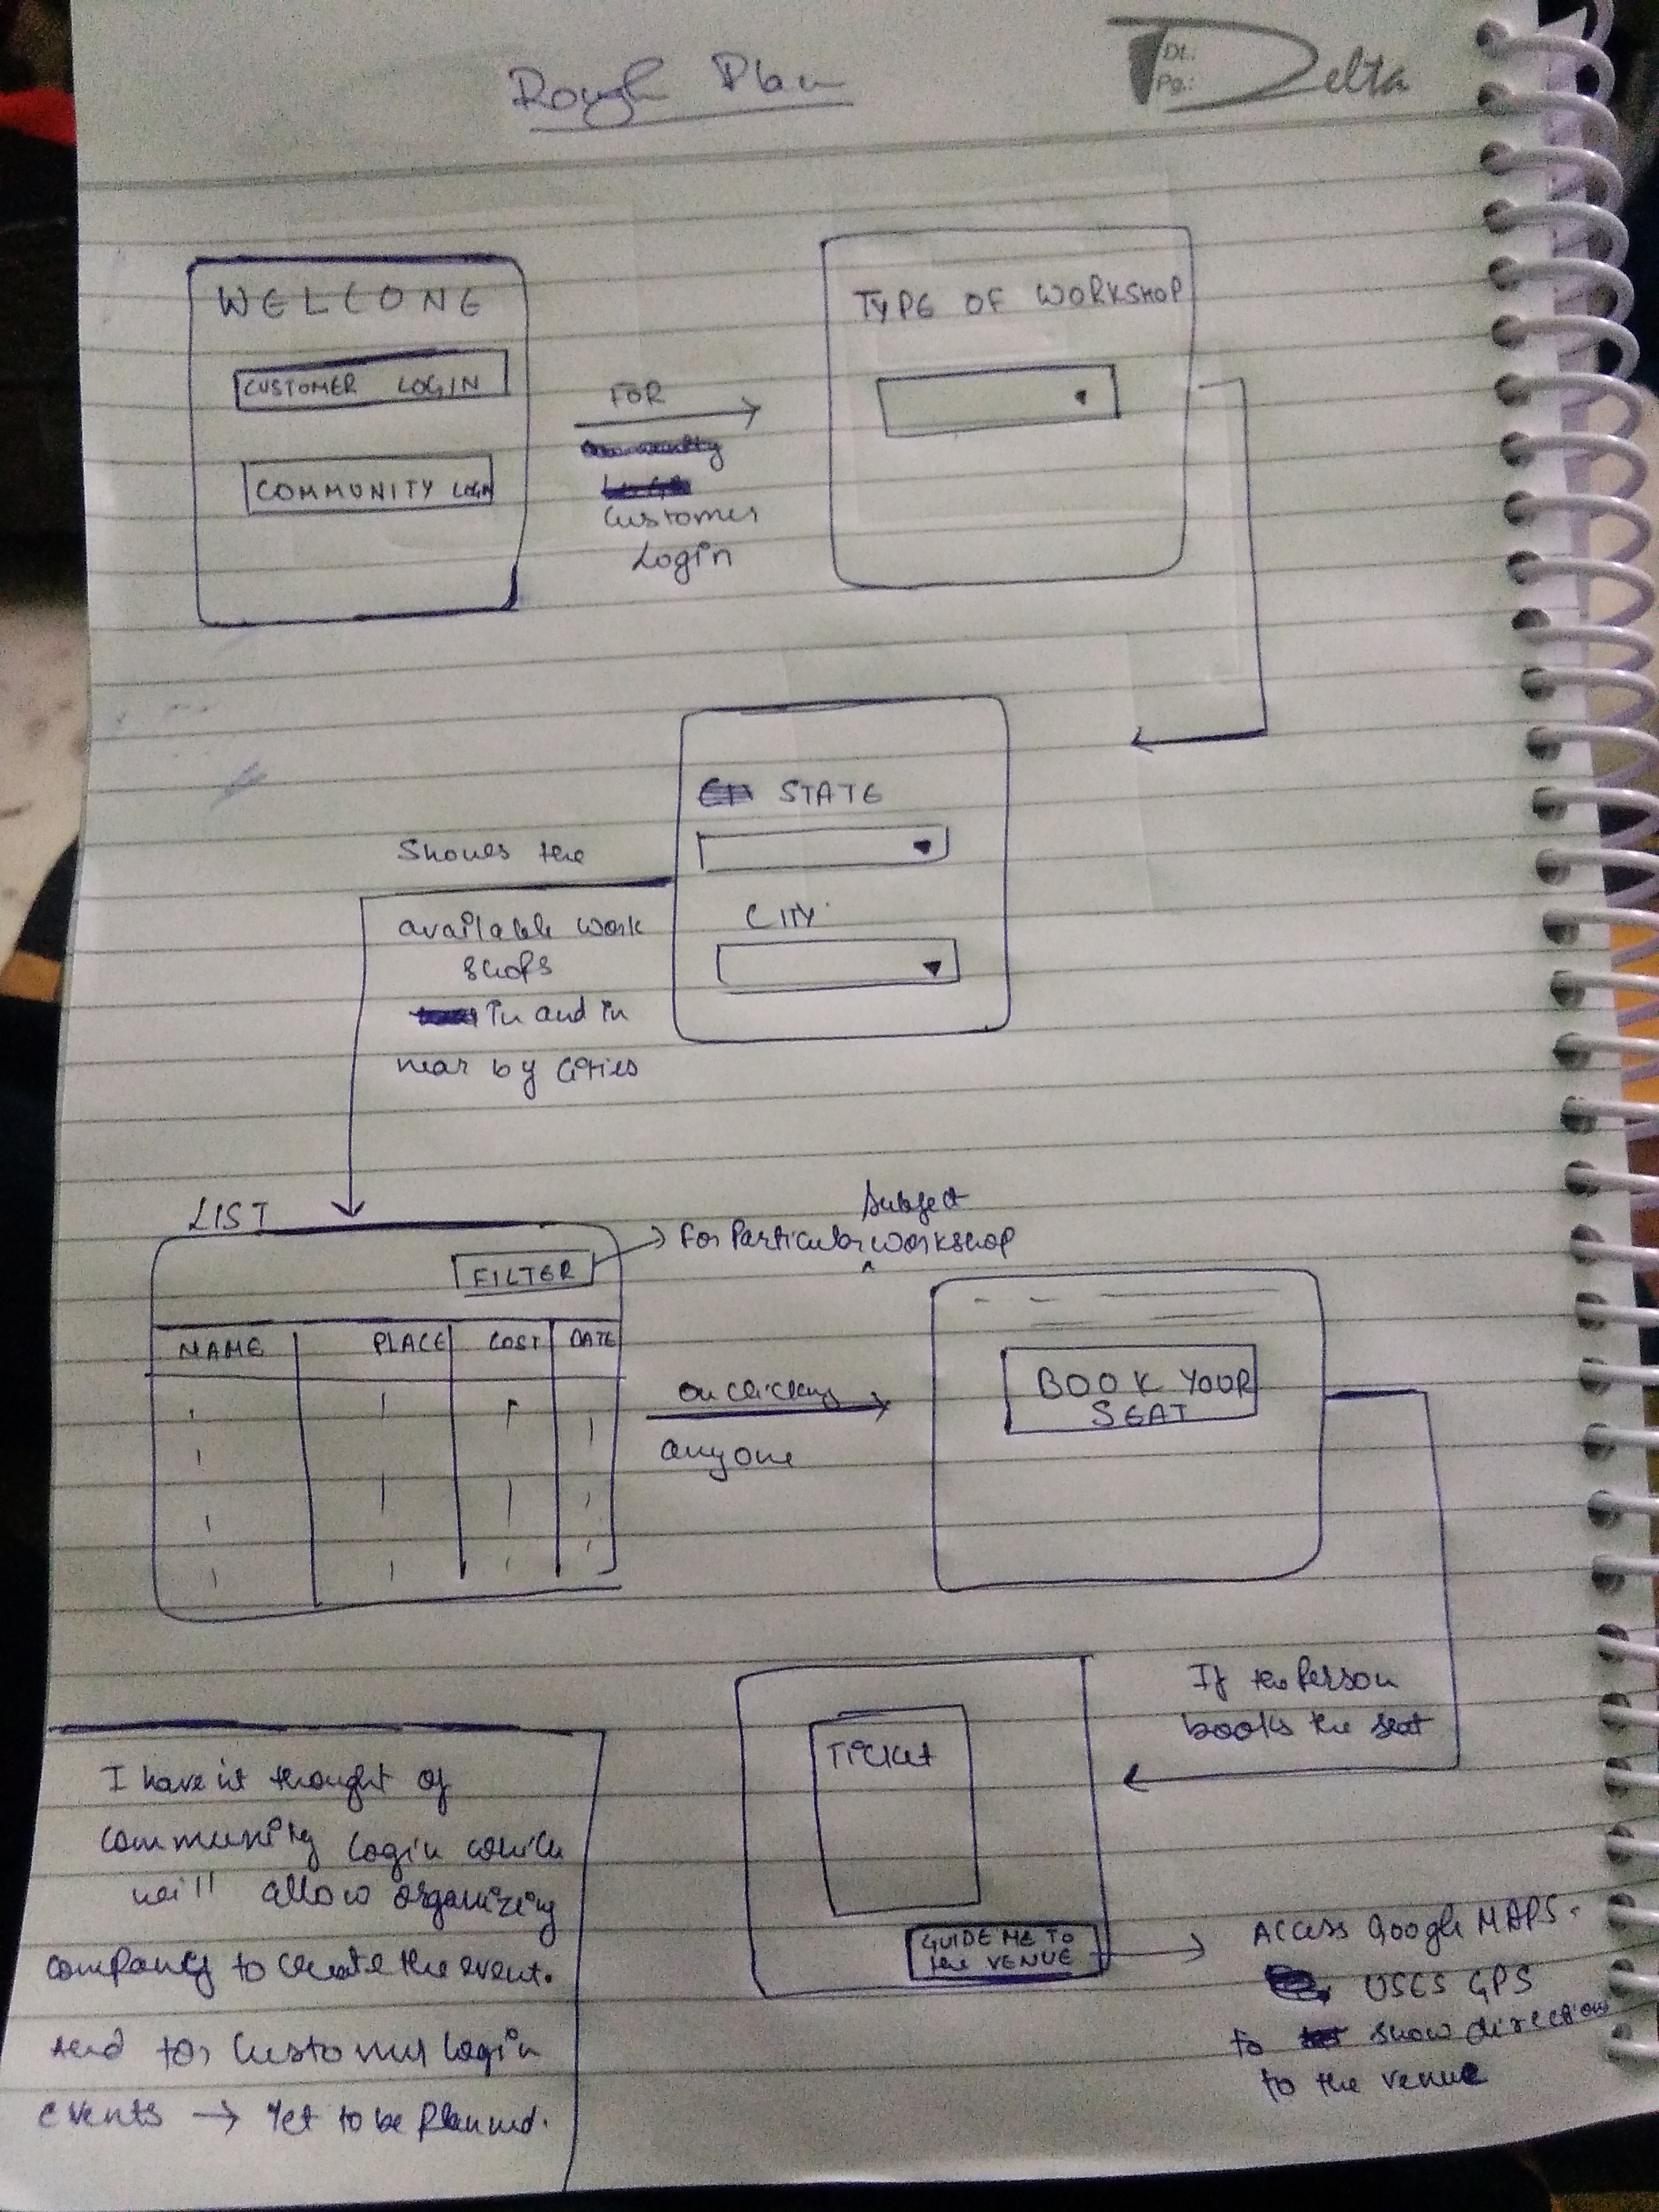 Rough Plan
Dt.:
Pg.:
Delta
WELCOME
CUSTOMER LOGIN
COMMUNITY LOGIN
FOR
Customer
Login
TYPE OF WORKSHOP
STATE
CITY
Shows the
available work
shops
in and in
near by cities
LIST
FILTER
For Particular Subject workshop
NAME PLACE COST DATE
on clicking
anyone
BOOK YOUR
SEAT
If the Person
books the seat
TICKET
GUIDE ME TO
the VENUE
Access Google MAPS.
USES GPS
to show directions
to the venue
I haven't thought of
community login which
will allow organizing
company to create the event.
And for Customer login
events → Yet to be Planned.